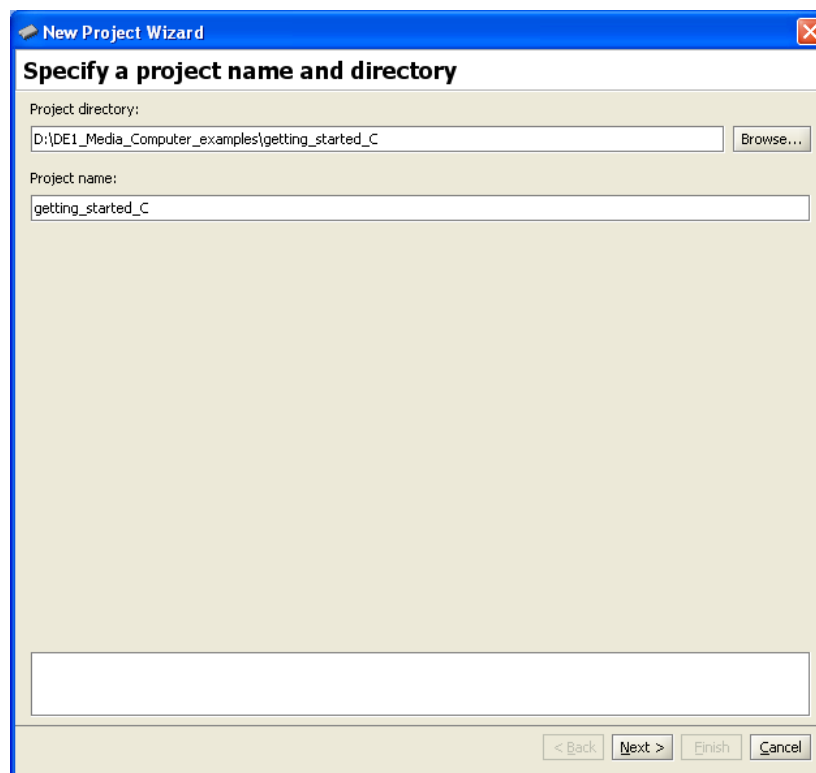 New Project Wizard
Specify a project name and directory
Project directory:
D:\DE1_Media_Computer_examples\getting_started_C
Browse...
Project name:
getting_started_C
< Back Next > Finish Cancel